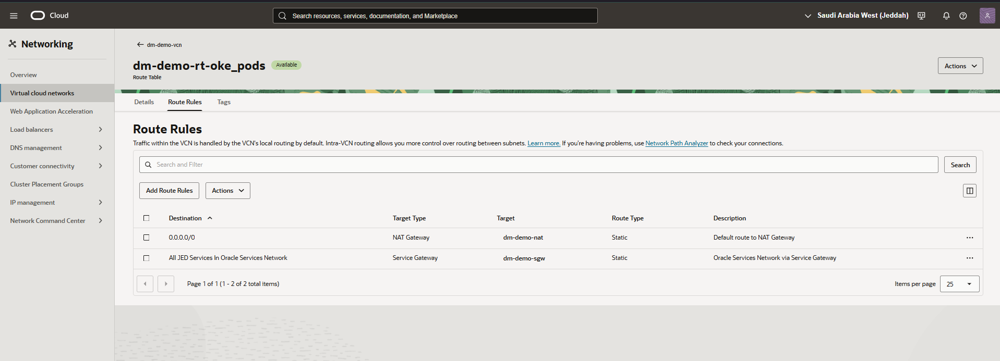 Cloud
Search resources, services, documentation, and Marketplace
Saudi Arabia West (Jeddah)
Networking
Overview
Virtual cloud networks
Web Application Acceleration
Load balancers
DNS management
Customer connectivity
Cluster Placement Groups
IP management
Network Command Center
dm-demo-vcn
dm-demo-rt-oke_pods Available
Route Table
Actions
Details Route Rules Tags
Route Rules
Traffic within the VCN is handled by the VCN's local routing by default. Intra-VCN routing allows you more control over routing between subnets. Learn more. If you're having problems, use Network Path Analyzer to check your connections.
Search and Filter Search
Add Route Rules Actions
Destination Target Type Target Route Type Description
0.0.0.0/0 NAT Gateway dm-demo-nat Static Default route to NAT Gateway
All JED Services In Oracle Services Network Service Gateway dm-demo-sgw Static Oracle Services Network via Service Gateway
Page 1 of 1 (1 - 2 of 2 total items) Items per page 25